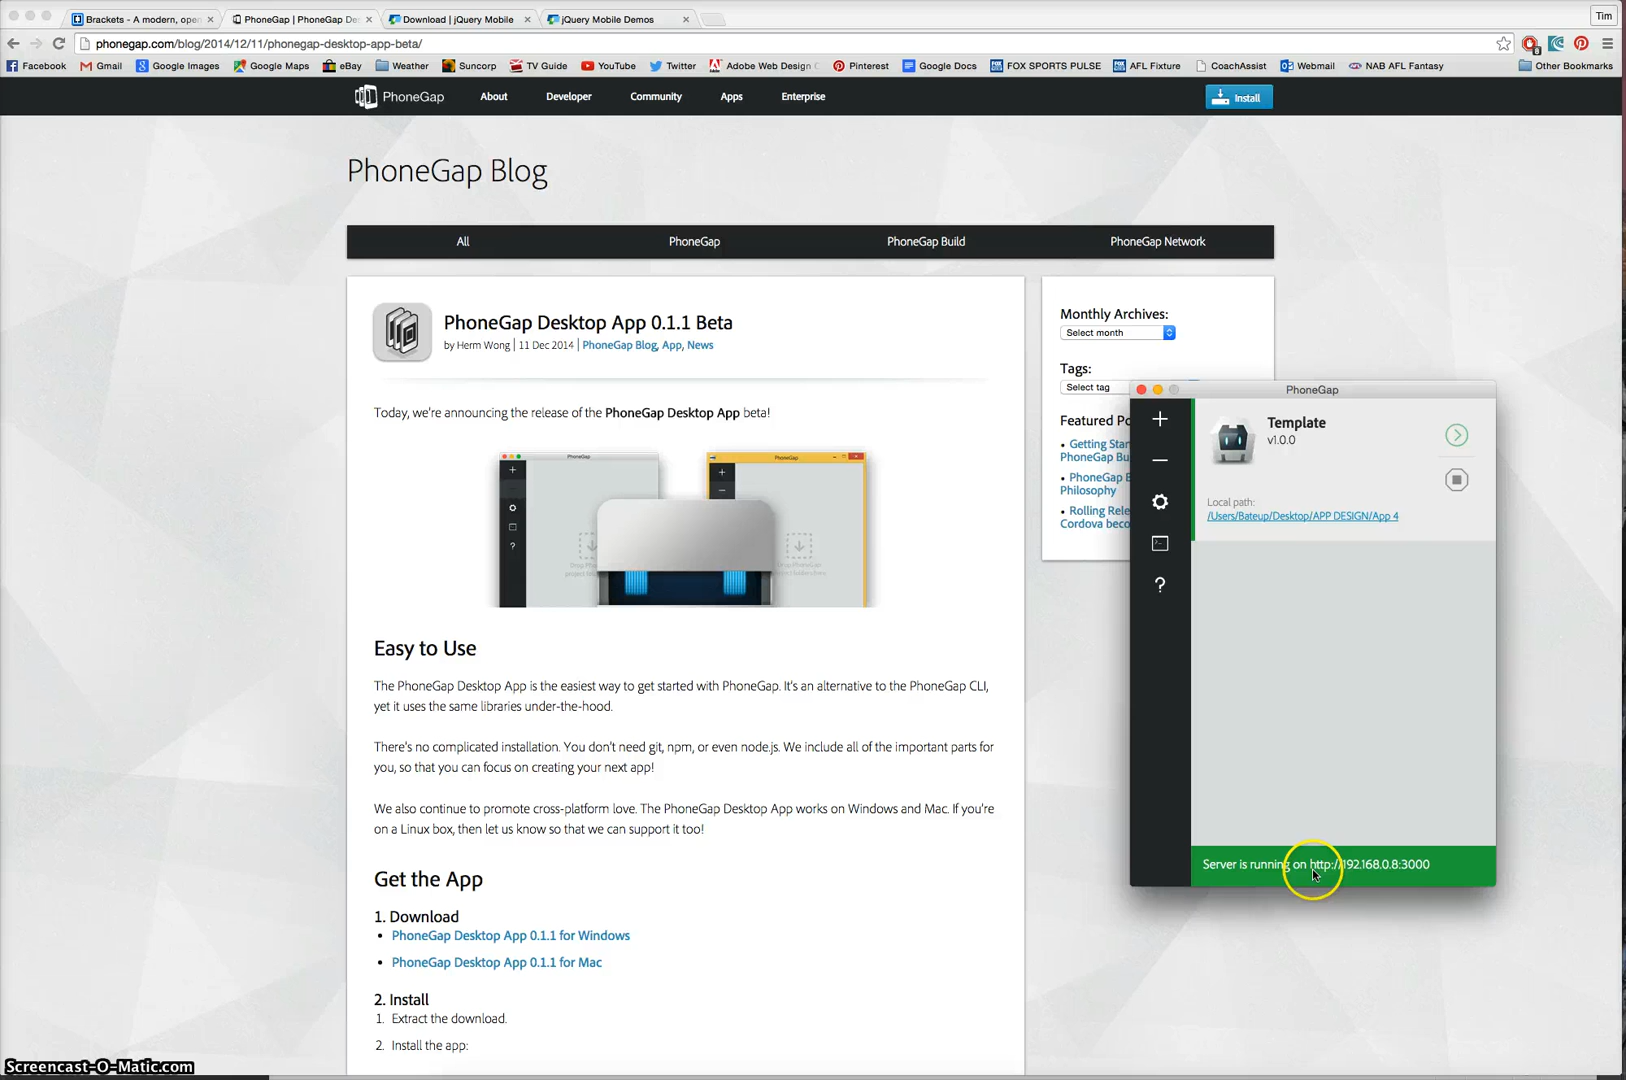 Brackets - A modern, open
PhoneGap | PhoneGap Des
Download | jQuery Mobile
jQuery Mobile Demos
Tim
phonegap.com/blog/2014/12/11/phonegap-desktop-app-beta/
Facebook
Gmail
Google Images
Google Maps
eBay
Weather
Suncorp
TV Guide
YouTube
Twitter
Adobe Web Design
Pinterest
Google Docs
FOX SPORTS PULSE
AFL Fixture
CoachAssist
Webmail
NAB AFL Fantasy
Other Bookmarks
PhoneGap
About
Developer
Community
Apps
Enterprise
Install
PhoneGap Blog
All
PhoneGap
PhoneGap Build
PhoneGap Network
PhoneGap Desktop App 0.1.1 Beta
by Herm Wong | 11 Dec 2014 | PhoneGap Blog, App, News
Today, we're announcing the release of the PhoneGap Desktop App beta!
Easy to Use
The PhoneGap Desktop App is the easiest way to get started with PhoneGap. It's an alternative to the PhoneGap CLI,
yet it uses the same libraries under-the-hood.
There's no complicated installation. You don't need git, npm, or even node.js. We include all of the important parts for
you, so that you can focus on creating your next app!
We also continue to promote cross-platform love. The PhoneGap Desktop App works on Windows and Mac. If you're
on a Linux box, then let us know so that we can support it too!
Get the App
1. Download
• PhoneGap Desktop App 0.1.1 for Windows
• PhoneGap Desktop App 0.1.1 for Mac
2. Install
1. Extract the download.
2. Install the app:
Monthly Archives:
Select month
Tags:
Select tag
Featured Po
• Getting Star
PhoneGap Bu
• PhoneGap B
Philosophy
• Rolling Rele
Cordova beco
PhoneGap
Template
v1.0.0
Local path:
/Users/Bateup/Desktop/APP DESIGN/App 4
Server is running on http://192.168.0.8:3000
Screencast-O-Matic.com